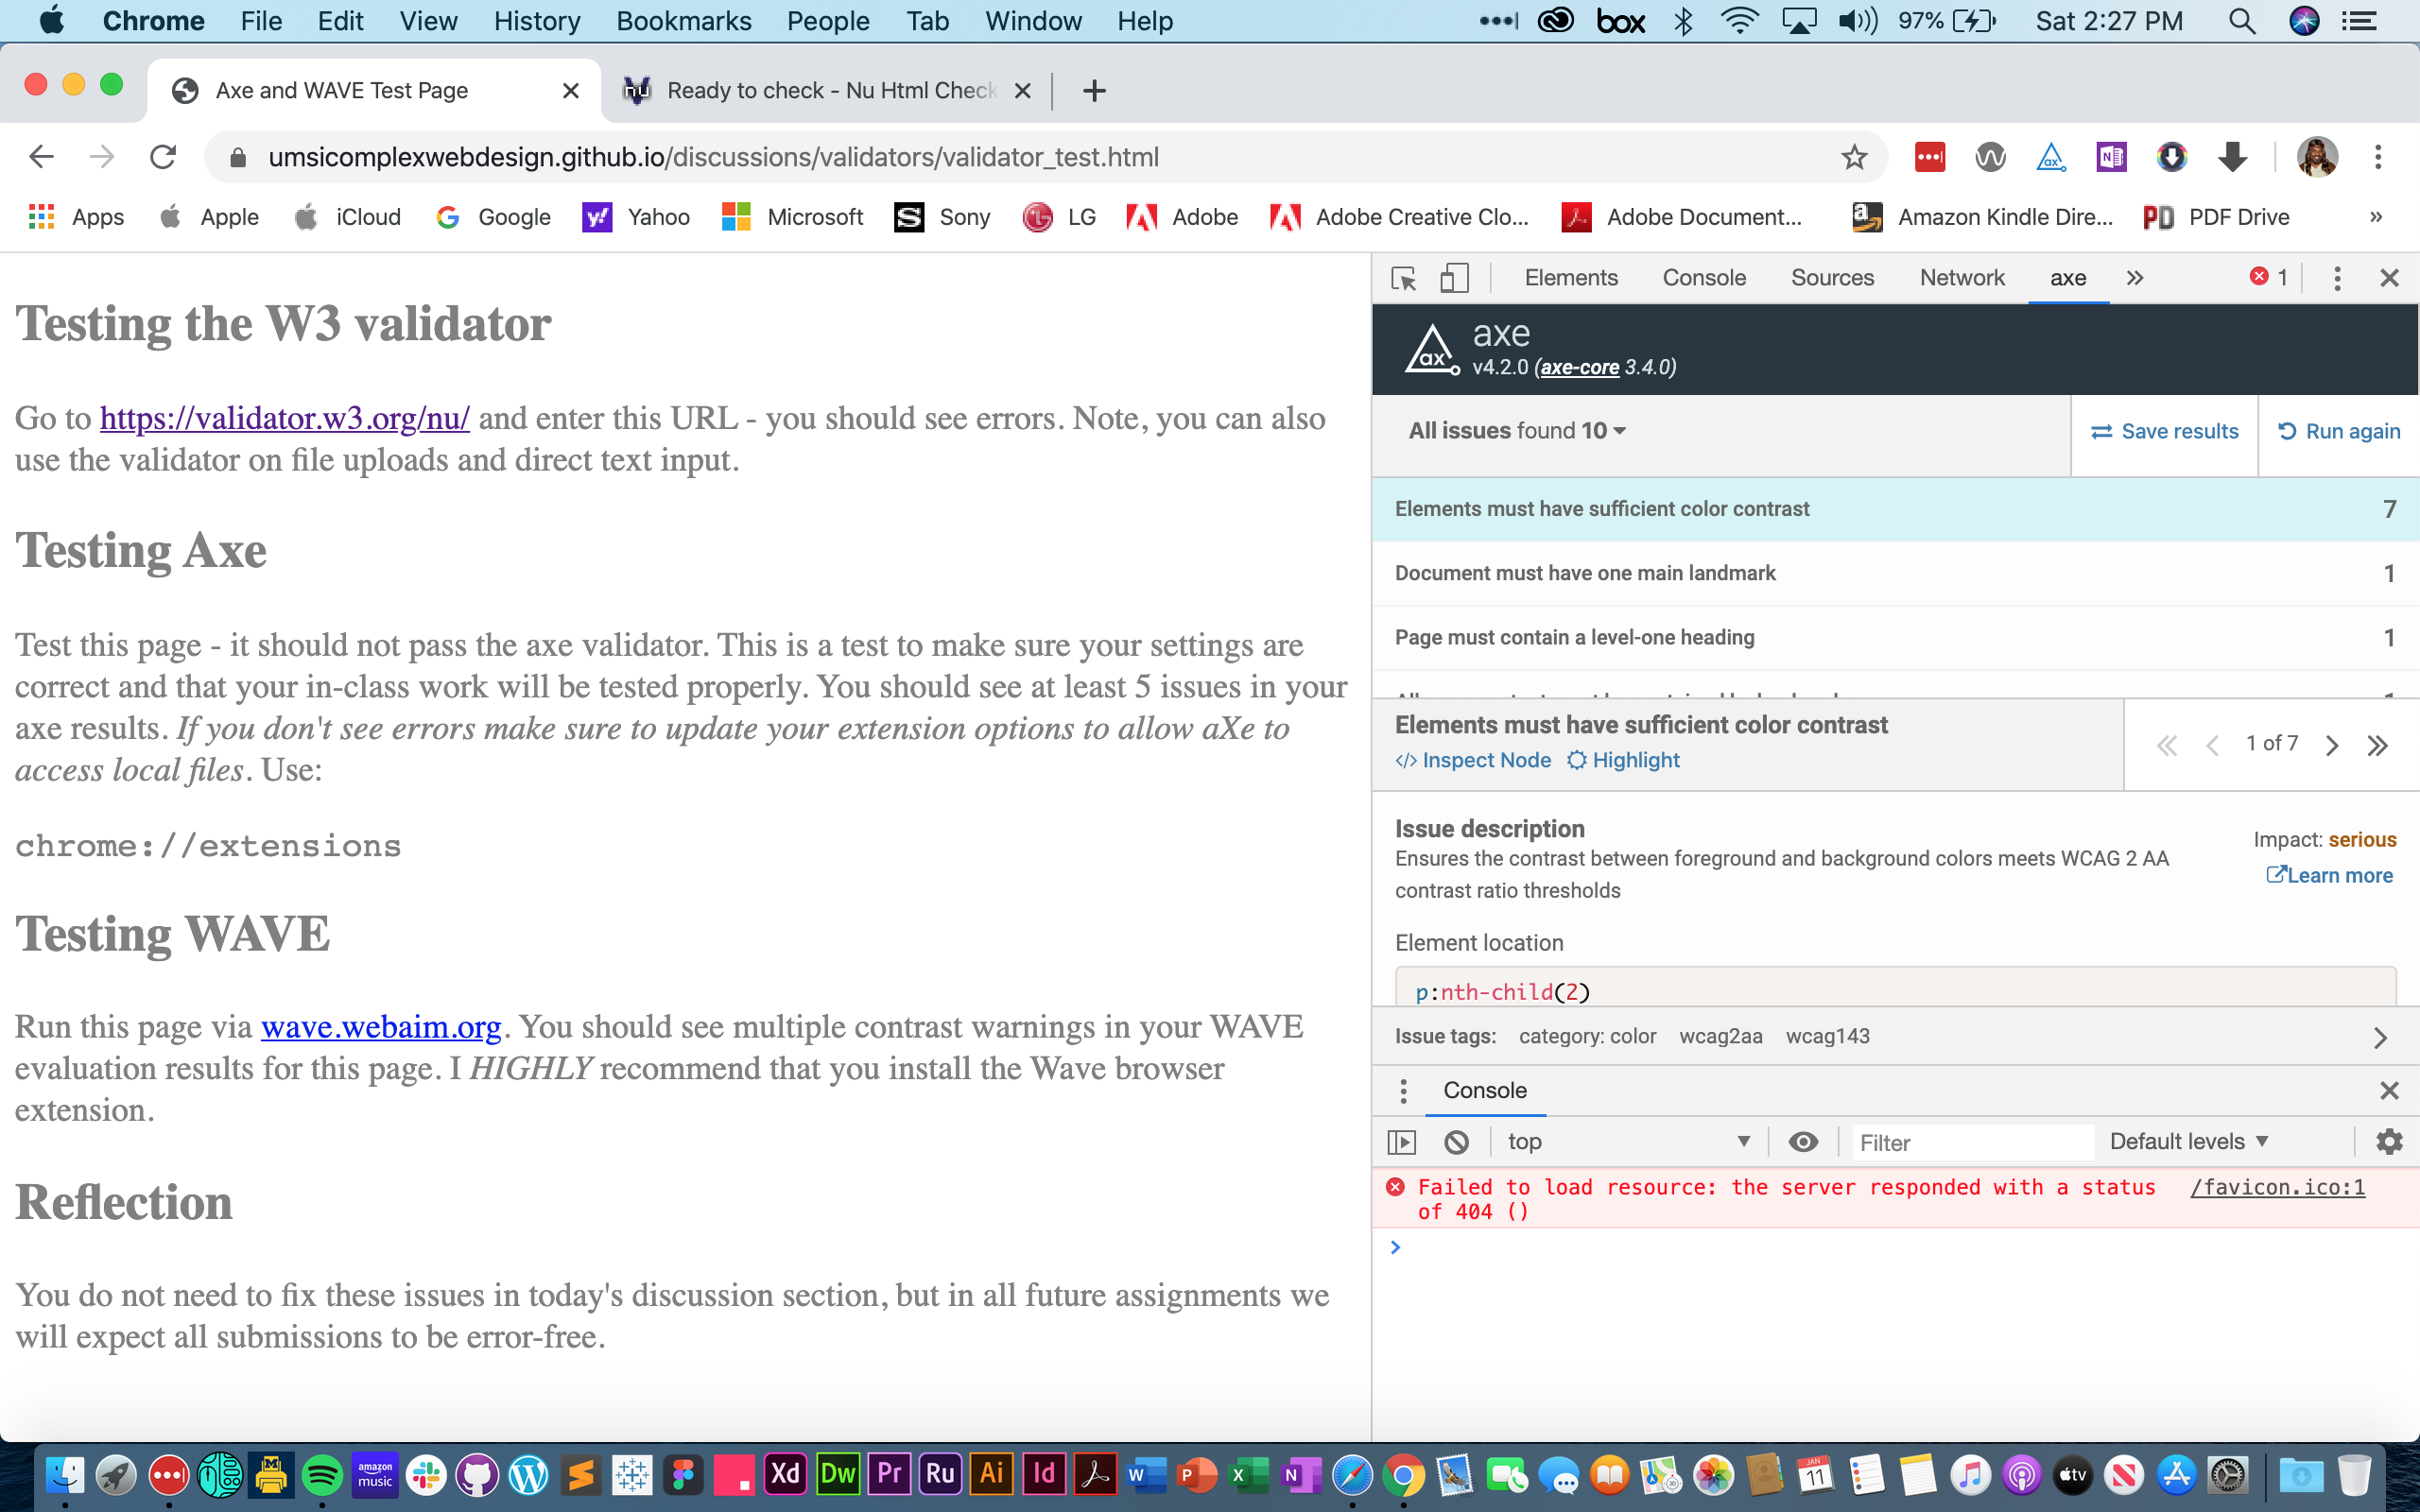 Chrome File Edit View History Bookmarks People Tab Window Help box 97% Sat 2:27 PM
Axe and WAVE Test Page
nu Ready to check - Nu Html Check
umsicomplexwebdesign.github.io/discussions/validators/validator_test.html
Apps Apple iCloud Google Yahoo Microsoft Sony LG Adobe Adobe Creative Clo... Adobe Document... Amazon Kindle Dire... PDF Drive
Testing the W3 validator
Go to https://validator.w3.org/nu/ and enter this URL - you should see errors. Note, you can also
use the validator on file uploads and direct text input.
Testing Axe
Test this page - it should not pass the axe validator. This is a test to make sure your settings are
correct and that your in-class work will be tested properly. You should see at least 5 issues in your
axe results. If you don't see errors make sure to update your extension options to allow aXe to
access local files. Use:
chrome://extensions
Testing WAVE
Run this page via wave.webaim.org. You should see multiple contrast warnings in your WAVE
evaluation results for this page. I HIGHLY recommend that you install the Wave browser
extension.
Reflection
You do not need to fix these issues in today's discussion section, but in all future assignments we
will expect all submissions to be error-free.
Elements Console Sources Network axe 1
axe
v4.2.0 (axe-core 3.4.0)
All issues found 10
Save results
Run again
Elements must have sufficient color contrast 7
Document must have one main landmark 1
Page must contain a level-one heading 1
Elements must have sufficient color contrast
</> Inspect Node Highlight
1 of 7
Issue description
Impact: serious
Ensures the contrast between foreground and background colors meets WCAG 2 AA
contrast ratio thresholds
Learn more
Element location
p:nth-child(2)
Issue tags: category: color wcag2aa wcag143
Console
top Filter Default levels
Failed to load resource: the server responded with a status /favicon.ico:1
of 404 ()
amazon music Xd Dw Pr Ru Ai Id W P X N JAN 11 tv